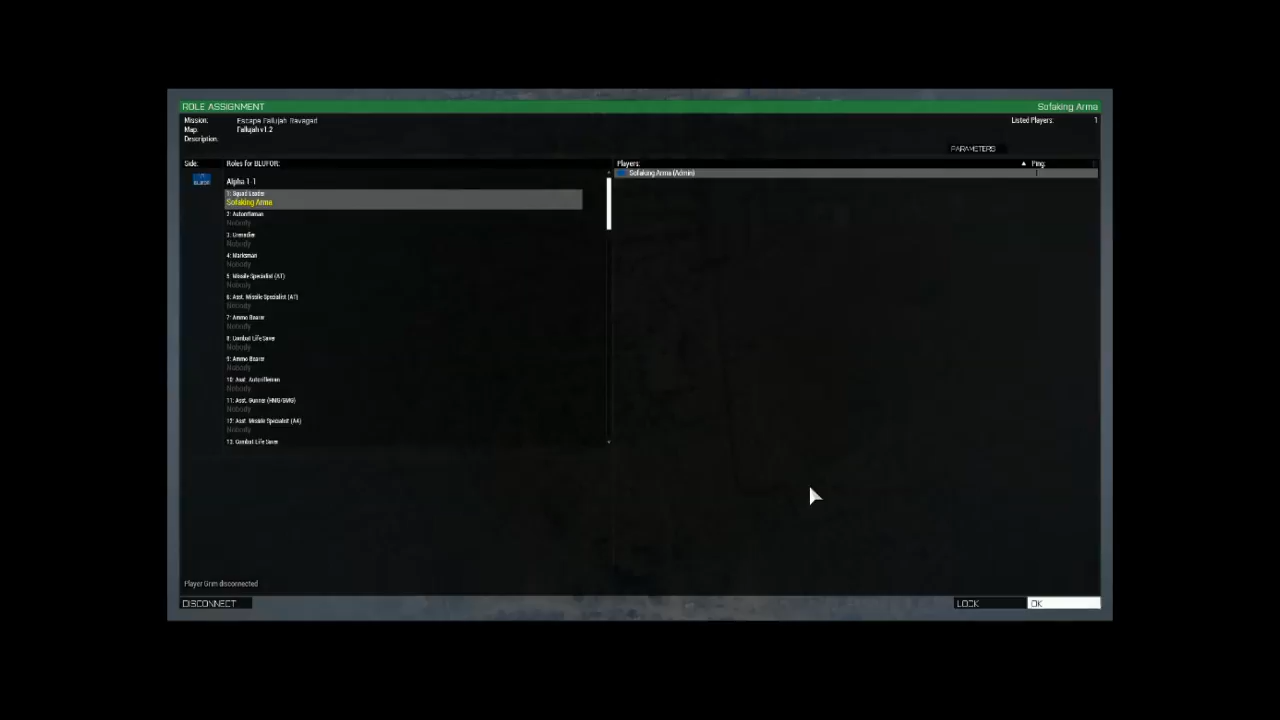 ROLE ASSIGNMENT
Sofaking Arma
Mission: Escape Fallujah Ravaged
Listed Players: 1
Map: Fallujah v1.2
Description:
PARAMETERS
Side: Roles for BLUFOR:
Players: Ping:
BLUFOR
Alpha 1-1
Sofaking Arma (Admin)
1: Squad Leader
Sofaking Arma
2: Autorifleman
Nobody
3: Grenadier
Nobody
4: Marksman
Nobody
5: Missile Specialist (AT)
Nobody
6: Asst. Missile Specialist (AT)
Nobody
7: Ammo Bearer
Nobody
8: Combat Life Saver
Nobody
9: Ammo Bearer
Nobody
10: Asst. Autorifleman
Nobody
11: Asst. Gunner (HMG/GMG)
Nobody
12: Asst. Missile Specialist (AA)
Nobody
13: Combat Life Saver
Player Grim disconnected
DISCONNECT
LOCK
OK